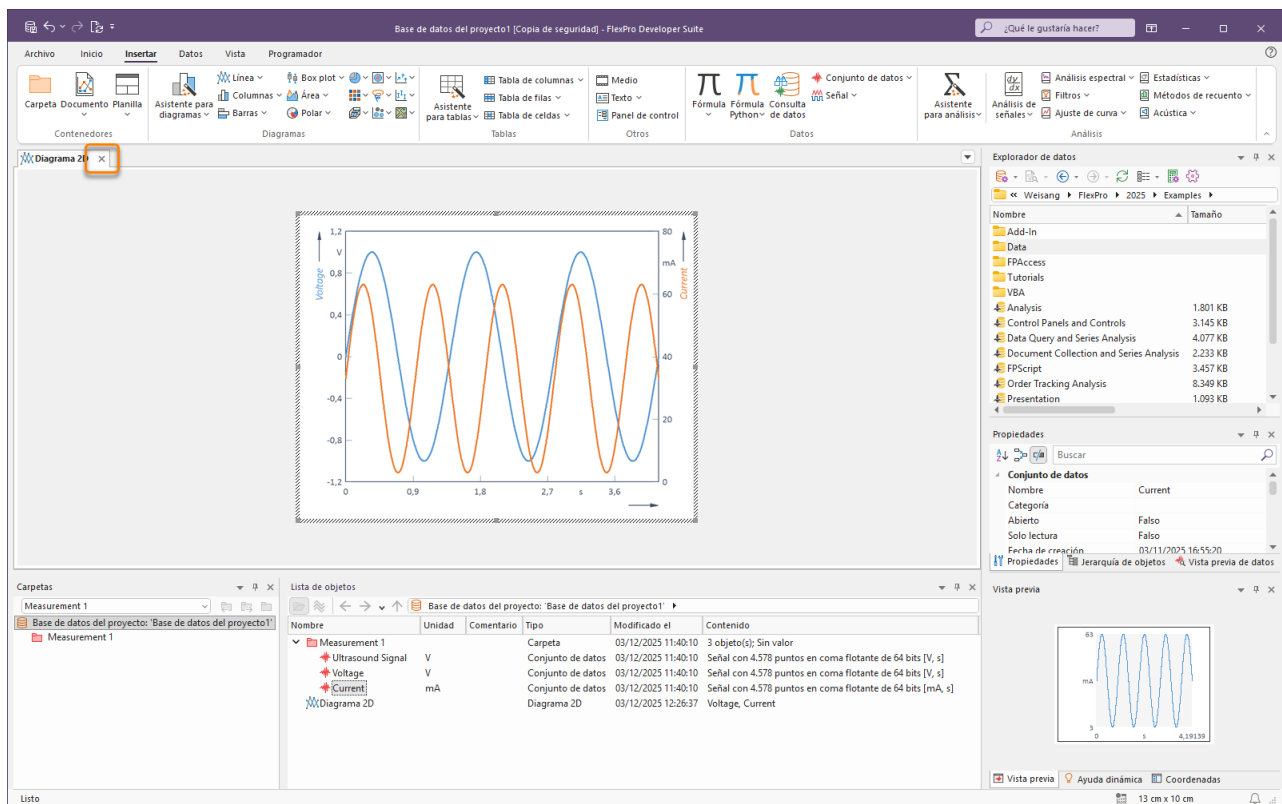 Base de datos del proyecto1 [Copia de seguridad] - FlexPro Developer Suite
¿Qué le gustaría hacer?
Archivo Inicio Insertar Datos Vista Programador
Carpeta Documento Planilla
Contenedores
Asistente para diagramas
Línea Box plot
Columnas Área
Barras Polar
Diagramas
Asistente para tablas
Tabla de columnas
Tabla de filas
Tabla de celdas
Tablas
Medio
Texto
Panel de control
Otros
Fórmula Fórmula Python Consulta de datos
Conjunto de datos
Señal
Datos
Asistente para análisis
dy
dx
Análisis de señales
Análisis espectral Estadísticas
Filtros Métodos de recuento
Ajuste de curva Acústica
Análisis
Diagrama 2D
1,2
V
0,8
0,4
0
-0,4
-0,8
-1,2
Voltage
80
mA
60
40
20
0
Current
0 0,9 1,8 2,7 s 3,6
Explorador de datos
« Weisang FlexPro 2025 Examples
Nombre Tamaño
Add-In
Data
FPAccess
Tutorials
VBA
Analysis 1.801 KB
Control Panels and Controls 3.145 KB
Data Query and Series Analysis 4.077 KB
Document Collection and Series Analysis 2.233 KB
FPScript 3.457 KB
Order Tracking Analysis 8.349 KB
Presentation 1.093 KB
Propiedades
Buscar
Conjunto de datos
Nombre Current
Categoría
Abierto Falso
Solo lectura Falso
Fecha de creación 03/11/2025 16:55:20
Propiedades Jerarquía de objetos Vista previa de datos
Carpetas
Measurement 1
Base de datos del proyecto: 'Base de datos del proyecto1'
Measurement 1
Lista de objetos
Base de datos del proyecto: 'Base de datos del proyecto1'
Nombre Unidad Comentario Tipo Modificado el Contenido
Measurement 1 Carpeta 03/12/2025 11:40:10 3 objeto(s); Sin valor
Ultrasound Signal V Conjunto de datos 03/12/2025 11:40:10 Señal con 4.578 puntos en coma flotante de 64 bits [V, s]
Voltage V Conjunto de datos 03/12/2025 11:40:10 Señal con 4.578 puntos en coma flotante de 64 bits [V, s]
Current mA Conjunto de datos 03/12/2025 11:40:10 Señal con 4.578 puntos en coma flotante de 64 bits [mA, s]
Diagrama 2D Diagrama 2D 03/12/2025 12:26:37 Voltage, Current
Vista previa
63
mA
3
0 s 4,19139
Vista previa Ayuda dinámica Coordenadas
Listo
13 cm x 10 cm